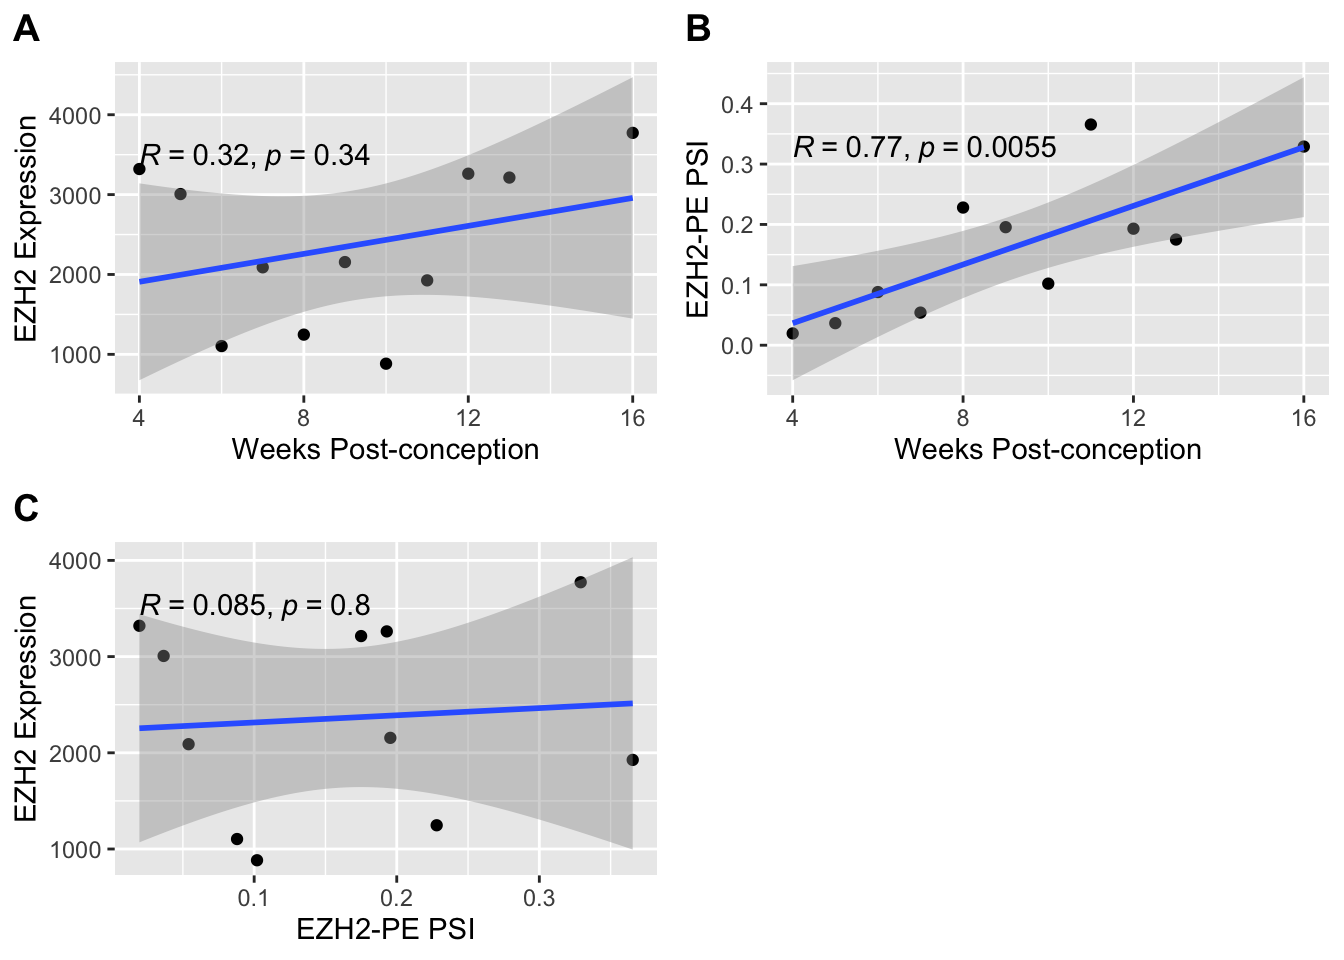 A
EZH2 Expression
4000
3000
2000
1000
R = 0.32, p = 0.34
4 8 12 16
Weeks Post-conception
B
EZH2-PE PSI
0.4
0.3
0.2
0.1
0.0
R = 0.77, p = 0.0055
4 8 12 16
Weeks Post-conception
C
EZH2 Expression
4000
3000
2000
1000
R = 0.085, p = 0.8
0.1 0.2 0.3
EZH2-PE PSI